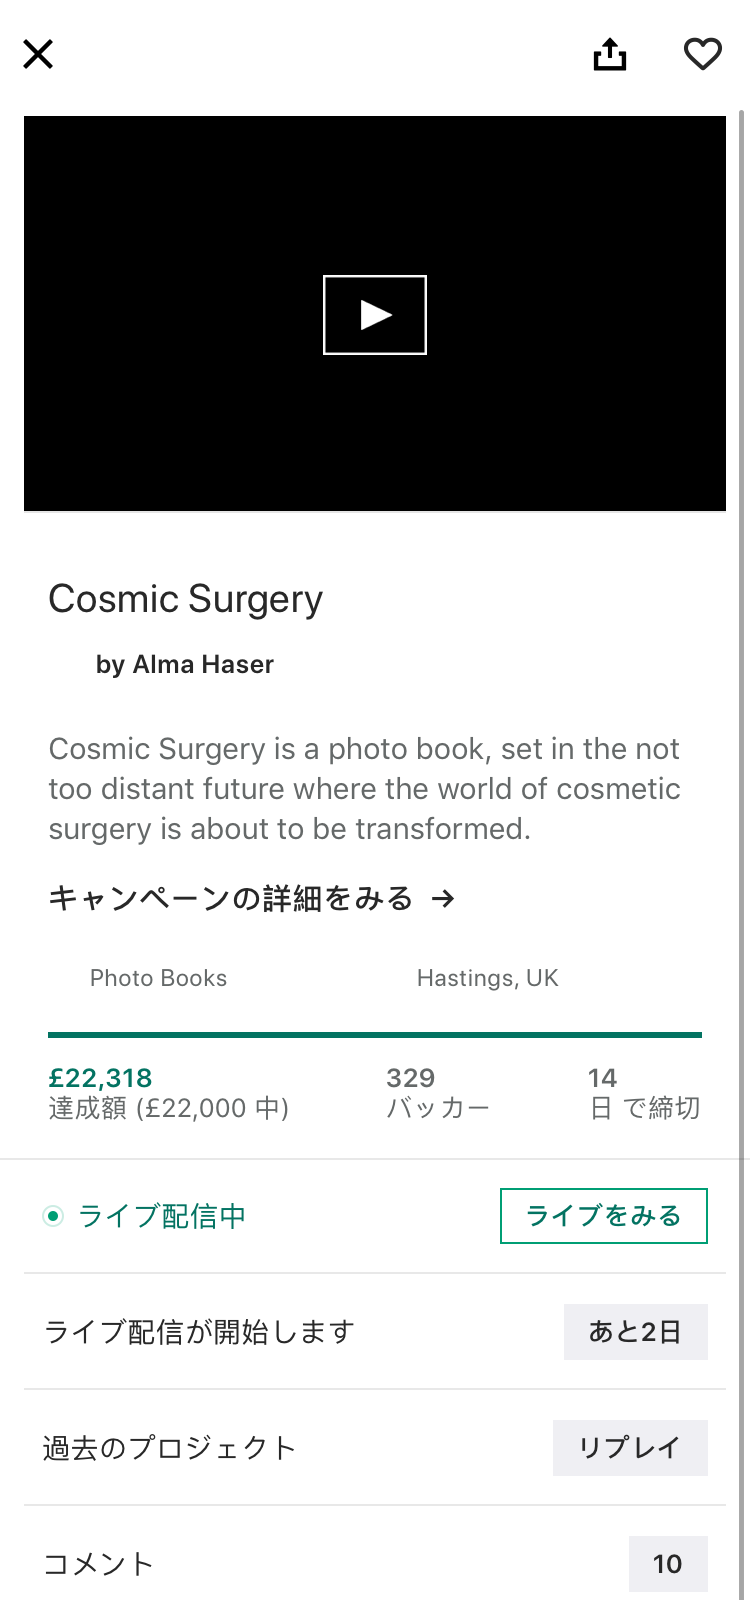 Cosmic Surgery
by Alma Haser
Cosmic Surgery is a photo book, set in the not
too distant future where the world of cosmetic
surgery is about to be transformed.
キャンペーンの詳細をみる →
Photo Books
Hastings, UK
£22,318
達成額 (£22,000 中)
329
バッカー
14
日 で締切
ライブ配信中
ライブをみる
ライブ配信が開始します
あと2日
過去のプロジェクト
リプレイ
コメント
10